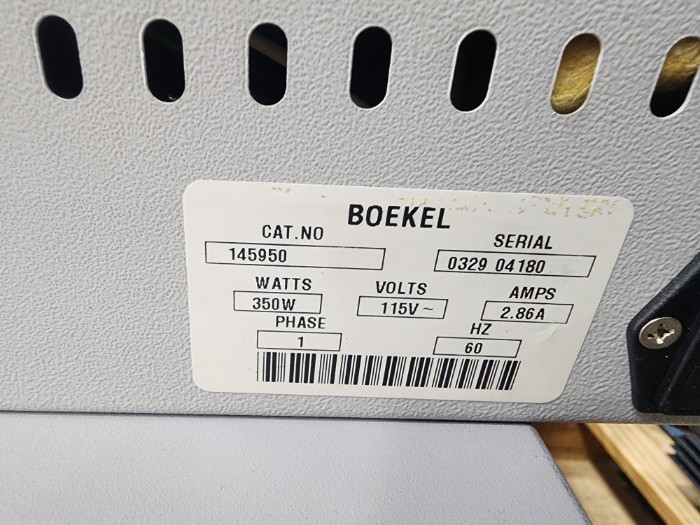 BOEKEL
CAT.NO SERIAL
145950 0329 04180
WATTS VOLTS AMPS
350W 115V~ 2.86A
PHASE HZ
1 60